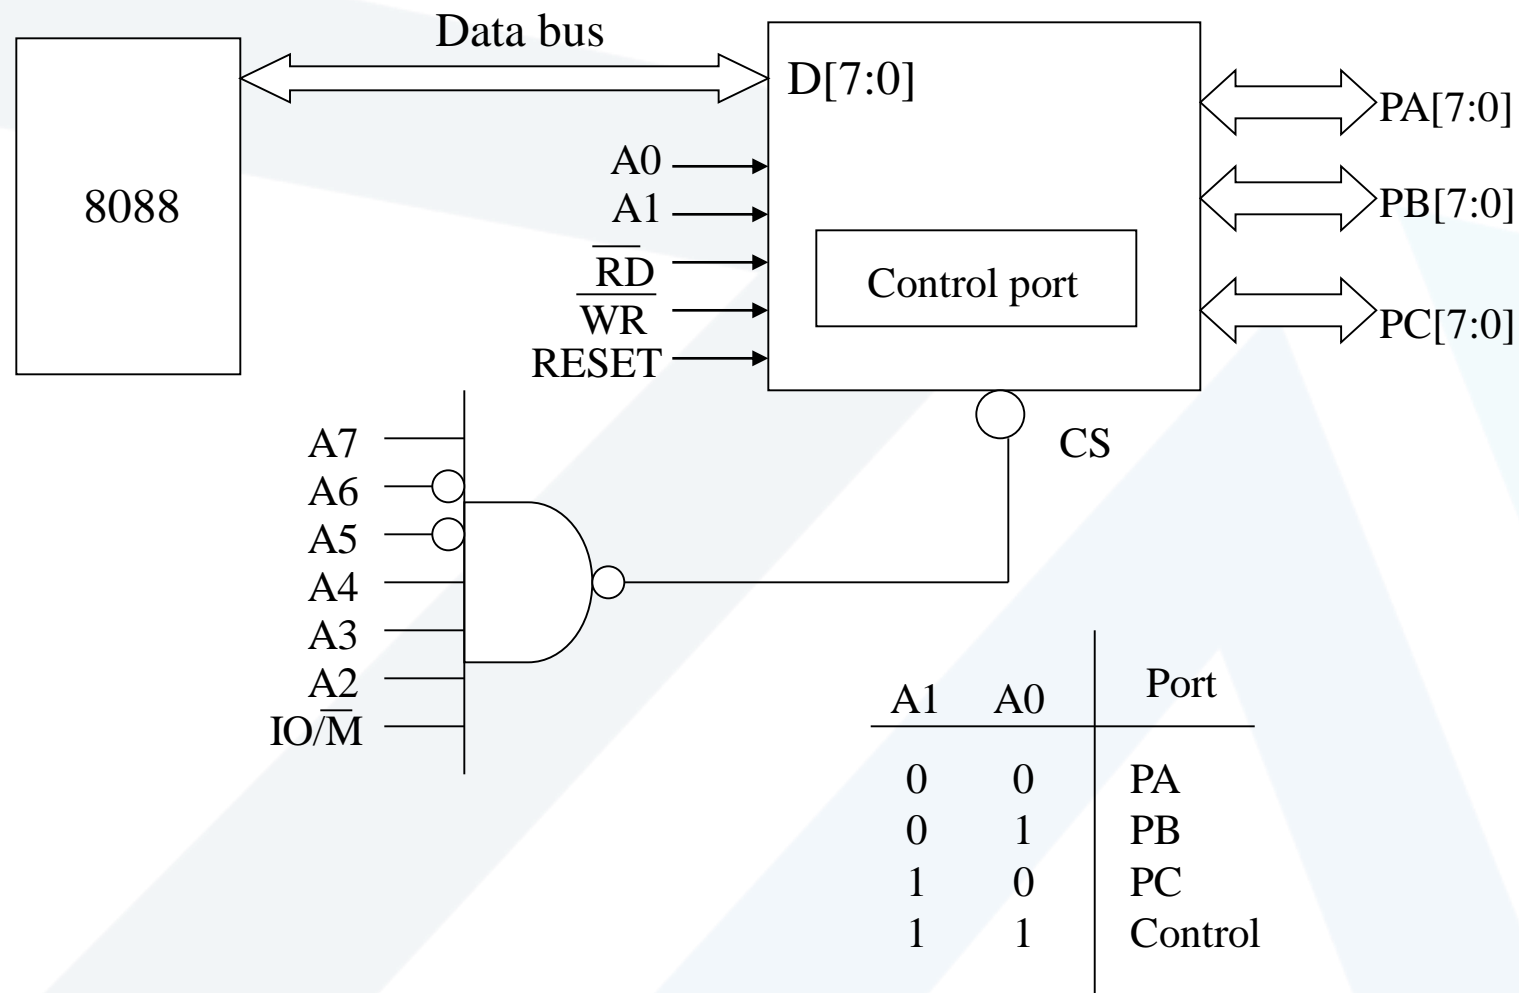 Data bus
8088
D[7:0]
PA[7:0]
A0
A1
PB[7:0]
RD
Control port
WR
PC[7:0]
RESET
CS
A7
A6
A5
A4
A3
A2
IO/M
A1 A0 Port
0 0 PA
0 1 PB
1 0 PC
1 1 Control